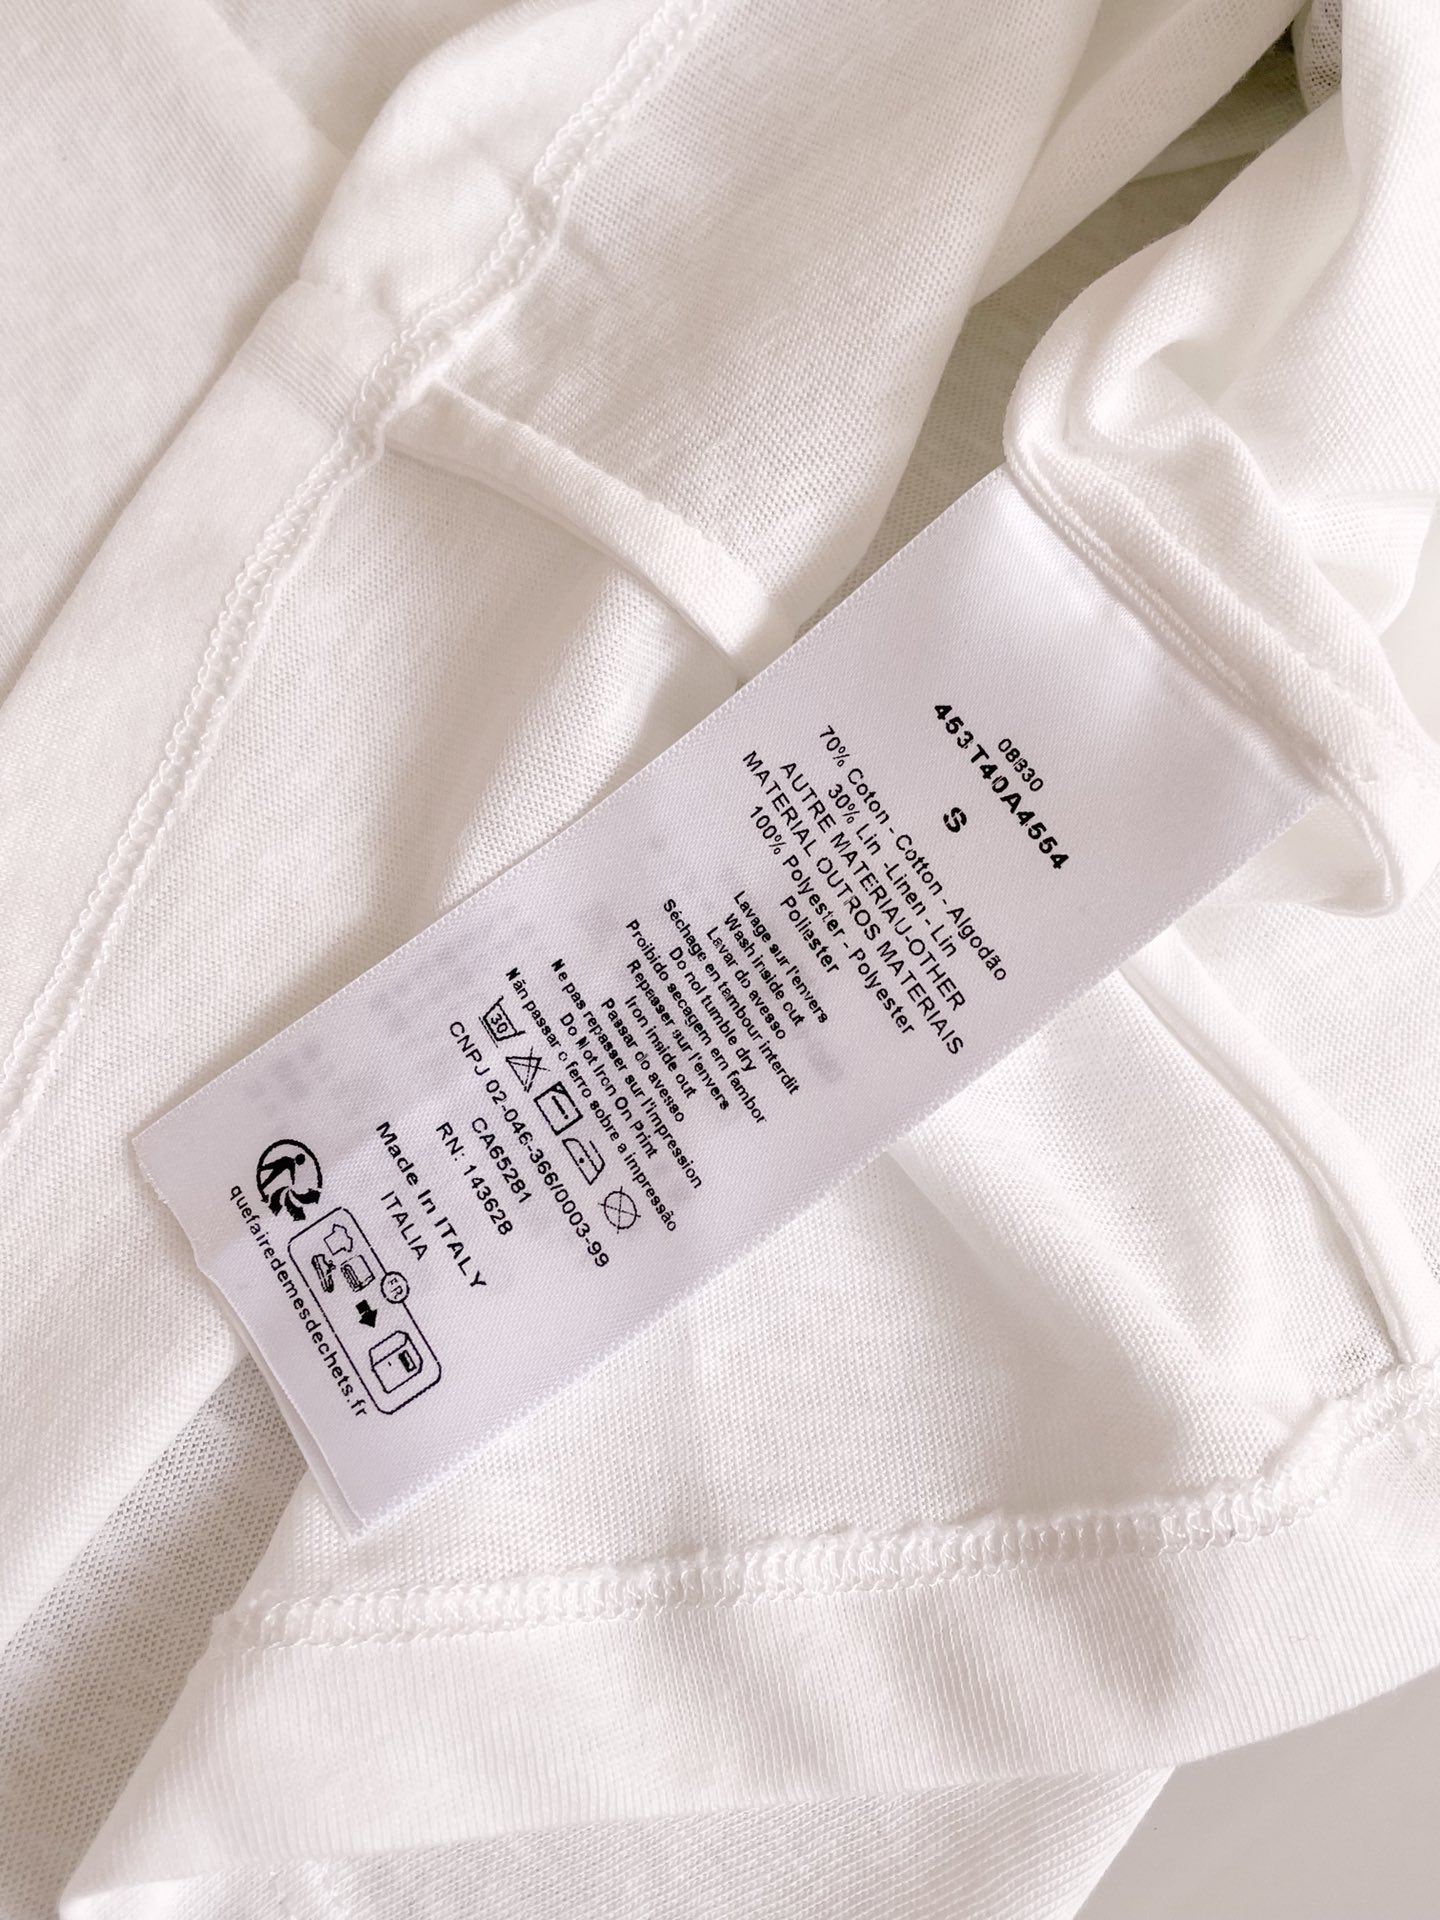 08B30
453T40A4554
S
70% Coton - Cotton - Algodão
30% Lin -Linen - Lin
AUTRE MATERIAU-OTHER
MATERIAL OUTROS MATERIAIS
100% Polyester - Polyester
Poliester
Lavage sur l'envers
Wash inside out
Lavar do avesso
Séchage en tambour interdit
Do not tumble dry
Proibido secagem em fambor
Repasser sur l'envers
Iron inside out
Passar do avesso
Ne pas repasser sur l'impression
Do Not Iron On Print
Nãn passar o ferro sobre a impressão
30
CNPJ 02-046-366/0003-99
CA65281
RN: 143628
Made In ITALY
ITALIA
FR
quefairedemesdechets.fr